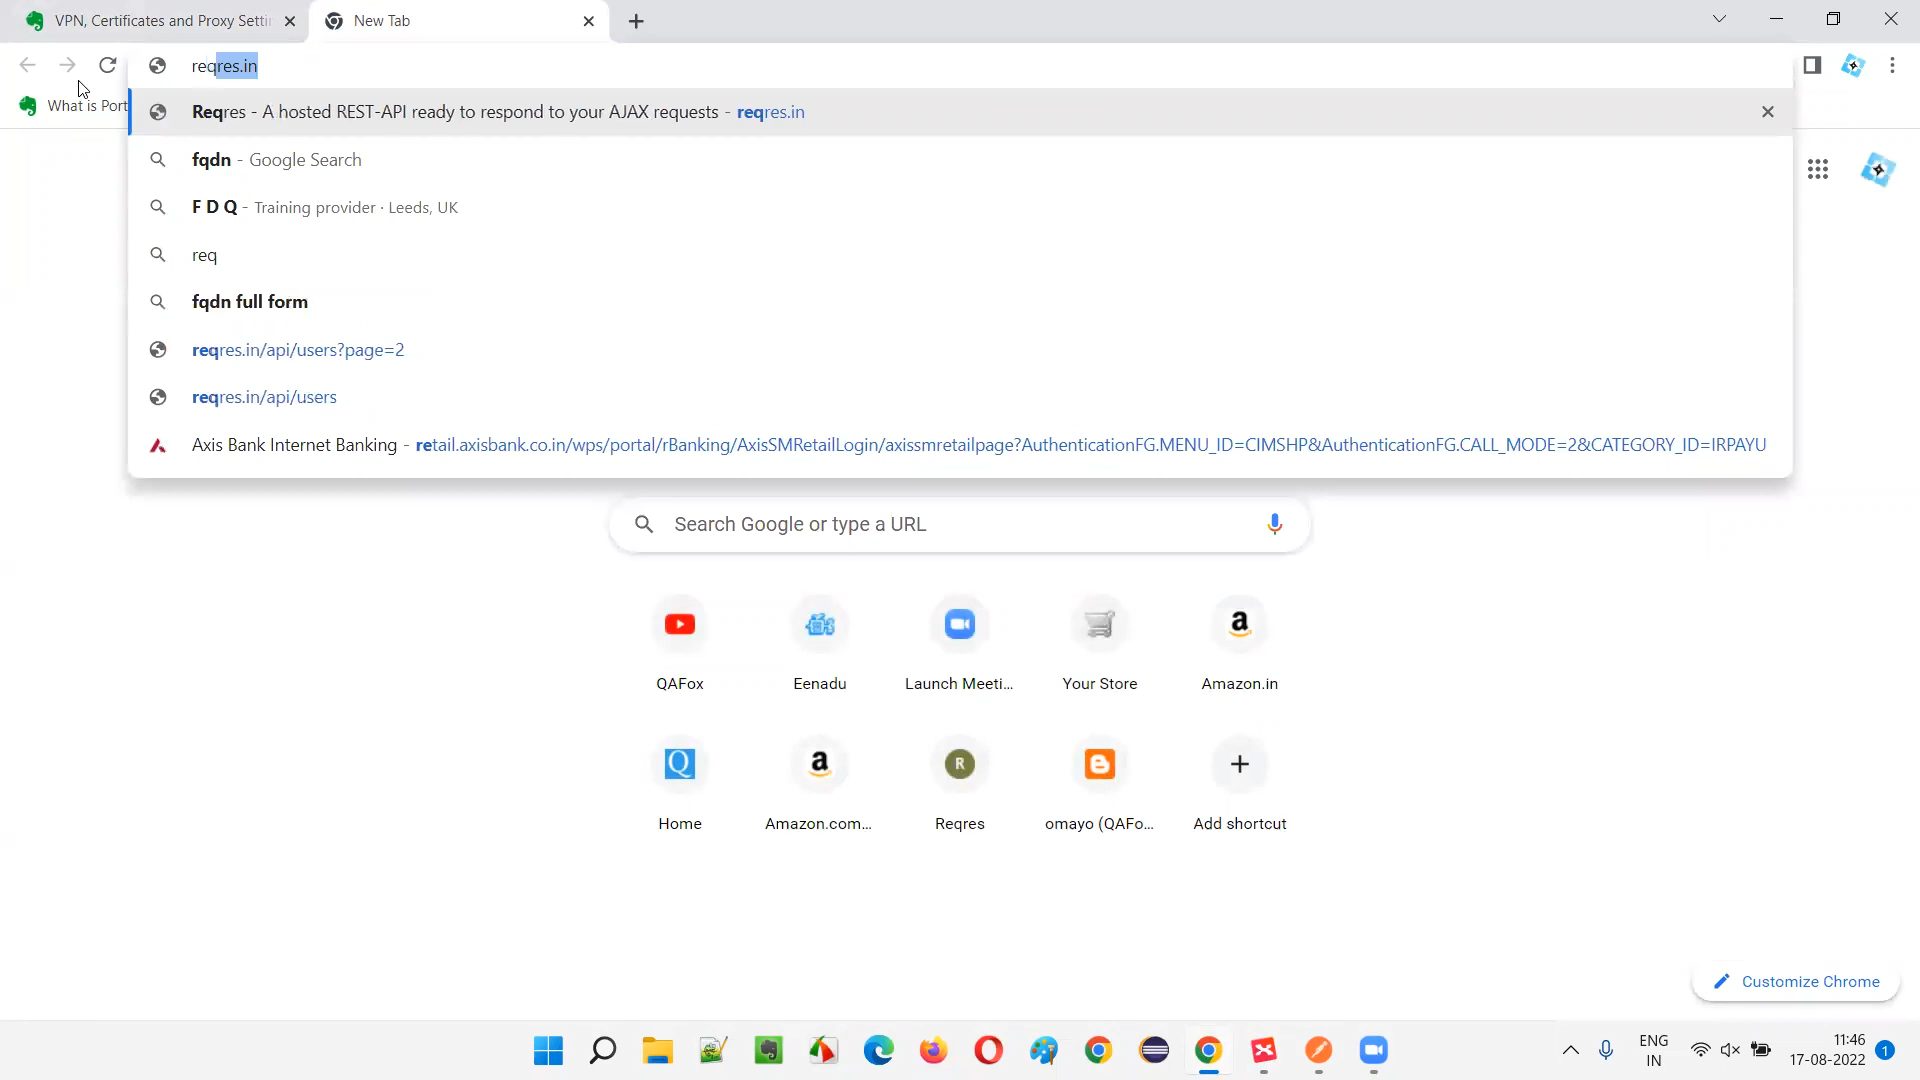 VPN, Certificates and Proxy Setti
New Tab
reqres.in
What is Port
Reqres - A hosted REST-API ready to respond to your AJAX requests - reqres.in
fqdn - Google Search
F D Q - Training provider · Leeds, UK
req
fqdn full form
reqres.in/api/users?page=2
reqres.in/api/users
Axis Bank Internet Banking - retail.axisbank.co.in/wps/portal/rBanking/AxisSMRetailLogin/axissmretailpage?AuthenticationFG.MENU_ID=CIMSHP&AuthenticationFG.CALL_MODE=2&CATEGORY_ID=IRPAYU
Search Google or type a URL
QAFox
Eenadu
Launch Meeti...
Your Store
Amazon.in
Home
Amazon.com...
Reqres
omayo (QAFo...
Add shortcut
Customize Chrome
ENG
IN
11:46
17-08-2022
1